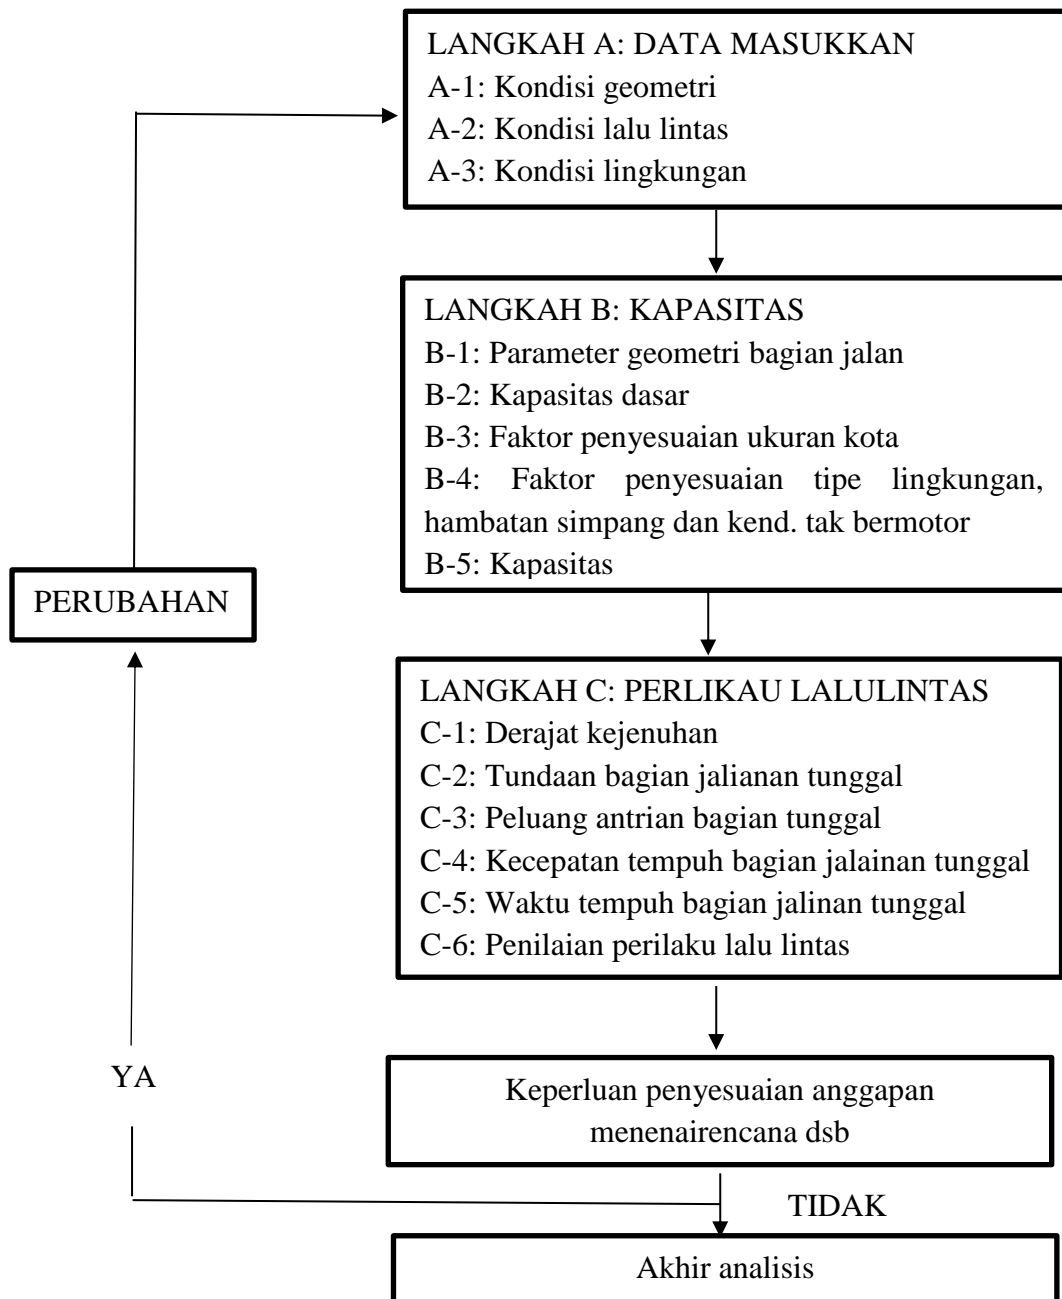 LANGKAH A: DATA MASUKKAN
A-1: Kondisi geometri
A-2: Kondisi lalu lintas
A-3: Kondisi lingkungan
LANGKAH B: KAPASITAS
B-1: Parameter geometri bagian jalan
B-2: Kapasitas dasar
B-3: Faktor penyesuaian ukuran kota
B-4: Faktor penyesuaian tipe lingkungan,
hambatan simpang dan kend. tak bermotor
B-5: Kapasitas
PERUBAHAN
LANGKAH C: PERLIKAU LALULINTAS
C-1: Derajat kejenuhan
C-2: Tundaan bagian jalianan tunggal
C-3: Peluang antrian bagian tunggal
C-4: Kecepatan tempuh bagian jalainan tunggal
C-5: Waktu tempuh bagian jalinan tunggal
C-6: Penilaian perilaku lalu lintas
YA
Keperluan penyesuaian anggapan
menenairencana dsb
TIDAK
Akhir analisis